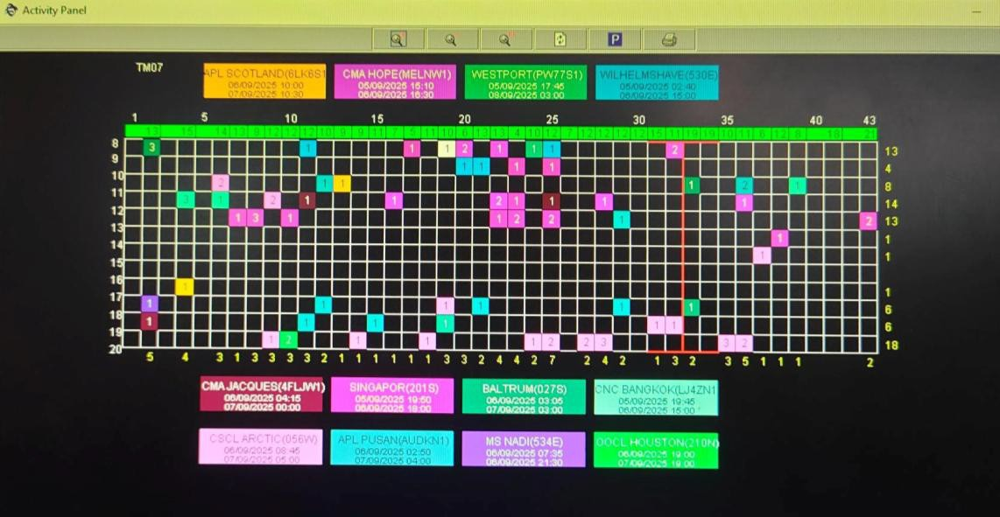 Activity Panel
P
TM07
APL SCOTLAND(6LK6S1
06/09/2025 10:00
07/09/2025 10:30
CMA HOPE(MELNW1)
05/09/2025 15:10
06/09/2025 16:30
WESTPORT(PW77S1)
05/09/2025 17:45
08/09/2025 03:00
WILHELMSHAVE(530E)
05/09/2025 02:40
06/09/2025 15:00
1 5 10 15 20 25 30 35 40 43
13 15 14 13 9 12 12 12 10 9 11 11 7 5 11 10 6 7 13 13 10 12 7 12 11 12 12 15 11 19 19 10 11 6 12 8 18 21
8 3 1 1 1 2 1 1 1 2 13
9 1 1 1 1 4
10 2 1 1 1 2 1 8
11 3 1 2 1 1 2 1 1 1 1 14
12 1 3 1 1 2 2 1 2 13
13 1 1
14 1 1
15
16 1 1
17 1 1 1 1 1 1 6
18 1 1 1 1 1 1 6
19 1 2 1 1 1 2 2 3 3 2 18
20
5 4 3 1 3 3 3 3 2 1 1 1 1 1 3 3 2 4 4 2 7 2 4 2 1 3 2 3 5 1 1 1 2
CMA JACQUES(4FLJW1)
06/09/2025 04:15
07/09/2025 00:00
SINGAPOR(201S)
05/09/2025 19:50
06/09/2025 18:00
BALTRUM(027S)
06/09/2025 03:05
07/09/2025 03:00
CNC BANGKOK(LJ4ZN1
05/09/2025 19:45
06/09/2025 15:00
CSCL ARCTIC(056W)
06/09/2025 08:45
07/09/2025 05:00
APL PUSAN(AUDKN1)
06/09/2025 02:50
07/09/2025 04:00
MS NADI(534E)
06/09/2025 07:35
06/09/2025 21:30
OOCL HOUSTON(210N)
06/09/2025 19:00
07/09/2025 19:00